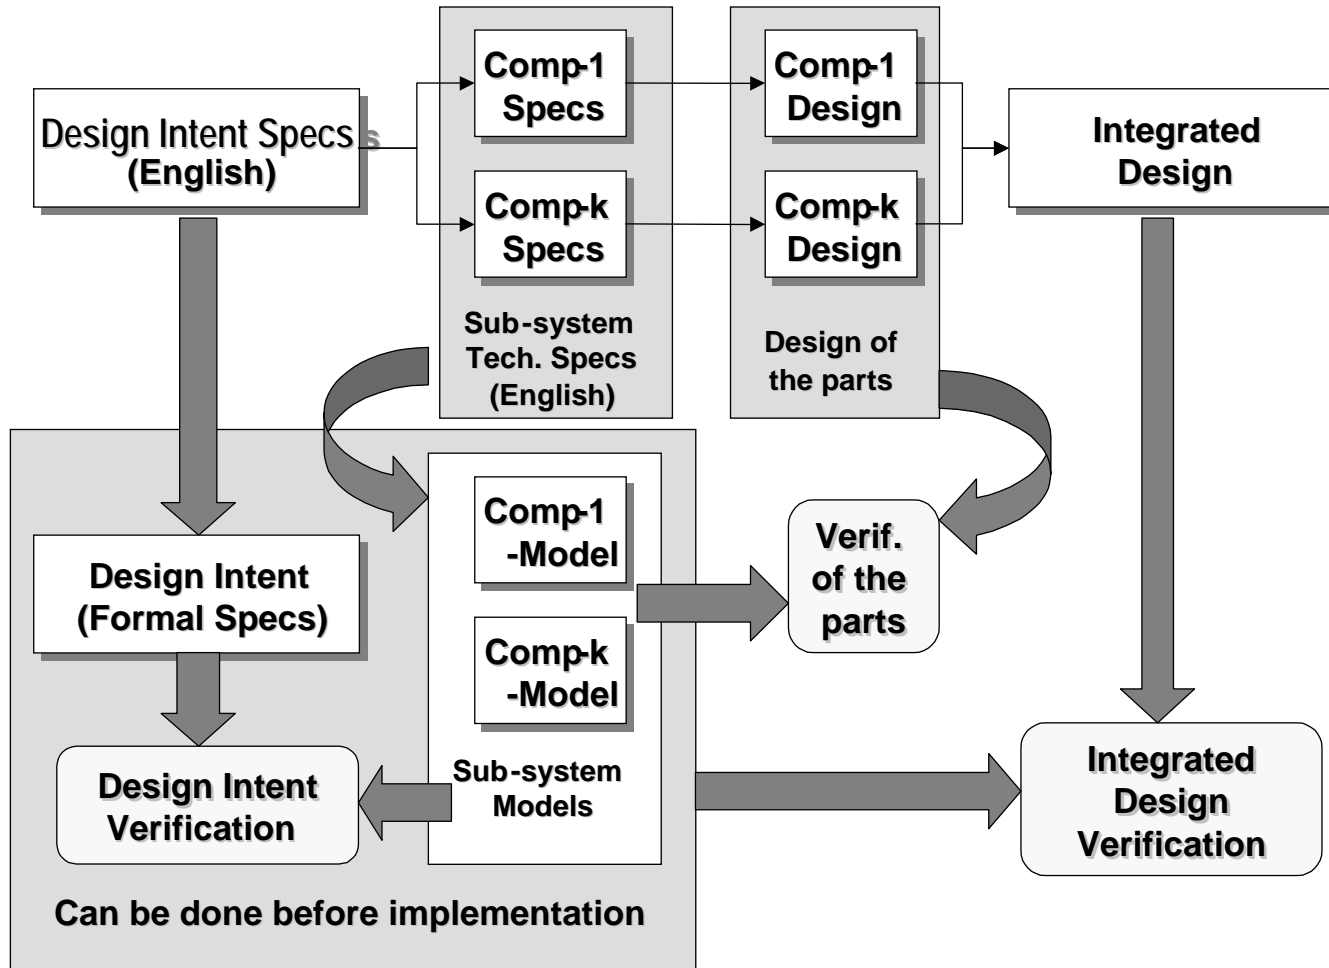 Design Intent Specs
(English)
Comp-1
Specs
Comp-k
Specs
Sub-system
Tech. Specs
(English)
Comp-1
Design
Comp-k
Design
Design of
the parts
Integrated
Design
Design Intent
(Formal Specs)
Design Intent
Verification
Comp-1
-Model
Comp-k
-Model
Sub-system
Models
Can be done before implementation
Verif.
of the
parts
Integrated
Design
Verification